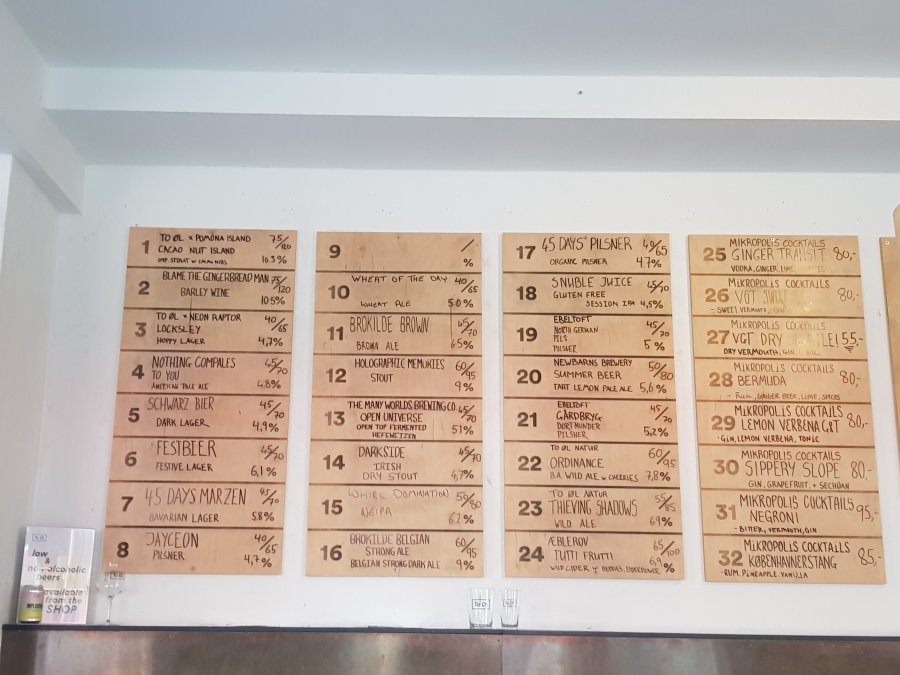 1 TO ØL × POMONA ISLAND 75/120
CACAO NUT ISLAND
IMP. STOUT W CACAO NIBS 10.5%
2 BLAME THE GINGERBREAD MAN 75/120
BARLEY WINE 10.5%
3 TO ØL × NEON RAPTOR 40/65
LOCKSLEY
HOPPY LAGER 4,7%
4 NOTHING COMPALES 45/70
TO YOU
AMERICAN PALE ALE 4.8%
5 SCHWARZ BIER 45/70
DARK LAGER 4,9%
6 FESTBIER 45/70
FESTIVE LAGER 6,1%
7 45 DAYS MARZEN 45/70
BAVARIAN LAGER 5.8%
8 JAYCEON 40/65
PILSNER 4,7%
9 /
%
10 WHEAT OF THE DAY 40/65
WHEAT ALE 5.0%
11 BRØKILDE BROWN 45/70
BROWN ALE 6.5%
12 HOLOGRAPHIC MEMORIES 60/95
STOUT 9%
13 THE MANY WORLDS BREWING CO. 45/70
OPEN UNIVERSE
OPEN TOP FERMENTED 5.1%
HEFEWEIZEN
14 DARKSIDE 45/70
IRISH
DRY STOUT 4,7%
15 WHIRL DOMINATION 50/80
NEIPA 6.2%
16 BRØKILDE BELGIAN 60/95
STRONG ALE
BELGIAN STRONG DARK ALE 9%
17 45 DAYS' PILSNER 45/65
ORGANIC PILSNER 4.7%
18 SNUBLE JUICE 45/70
GLUTEN FREE
SESSION IPA 4,5%
19 EBELTOFT 45/70
NORTH GERMAN
PILS
PILSNER 5%
20 NEWBARNS BREWERY 50/80
SUMMER BEER
TART LEMON PALE ALE 5,6%
21 EBELTOFT 45/70
GÅRDBRYG
DORTMUNDER
PILSNER 5,2%
22 TO ØL NATUR 60/95
ORDINANCE
B.A WILD ALE W CHERRIES 7,8%
23 TO ØL NATUR 55/85
THIEVING SHADOWS
WILD ALE 6.9%
24 ÆBLEROV 65/100
TUTTI FRUTTI
WILD CIDER W BERRIES, ELDERFLOWER 6,9%
25 MIKROPOLIS COCKTAILS
GINGER TRANSIT 80,-
VODKA, GINGER, LIME,
26 MIKROPOLIS COCKTAILS
VGT 80,-
- SWEET VERMOUTH, GIN
27 MIKROPOLIS COCKTAILS
VGT DRY 55,-
DRY VERMOUTH, GIN
28 MIKROPOLIS COCKTAILS
BERMUDA 80,-
- RUM, GINGER BEER, LIME, SPICES
29 MIKROPOLIS COCKTAILS
LEMON VERBENA G&T 80,-
- GIN, LEMON VERBENA, TONIC
30 MIKROPOLIS COCKTAILS
SIPPERY SLOPE 80,-
GIN, GRAPEFRUIT, + SECHUAN
31 MIKROPOLIS COCKTAILS
NEGRONI 95,-
- BITTER, VERMOUTH, GIN
32 MIKROPOLIS COCKTAILS
KØBENHAVNERSTANG 85,-
- RUM, PINEAPPLE, VANILLA
low
&
non-alcoholic
beers
available
from the
SHOP